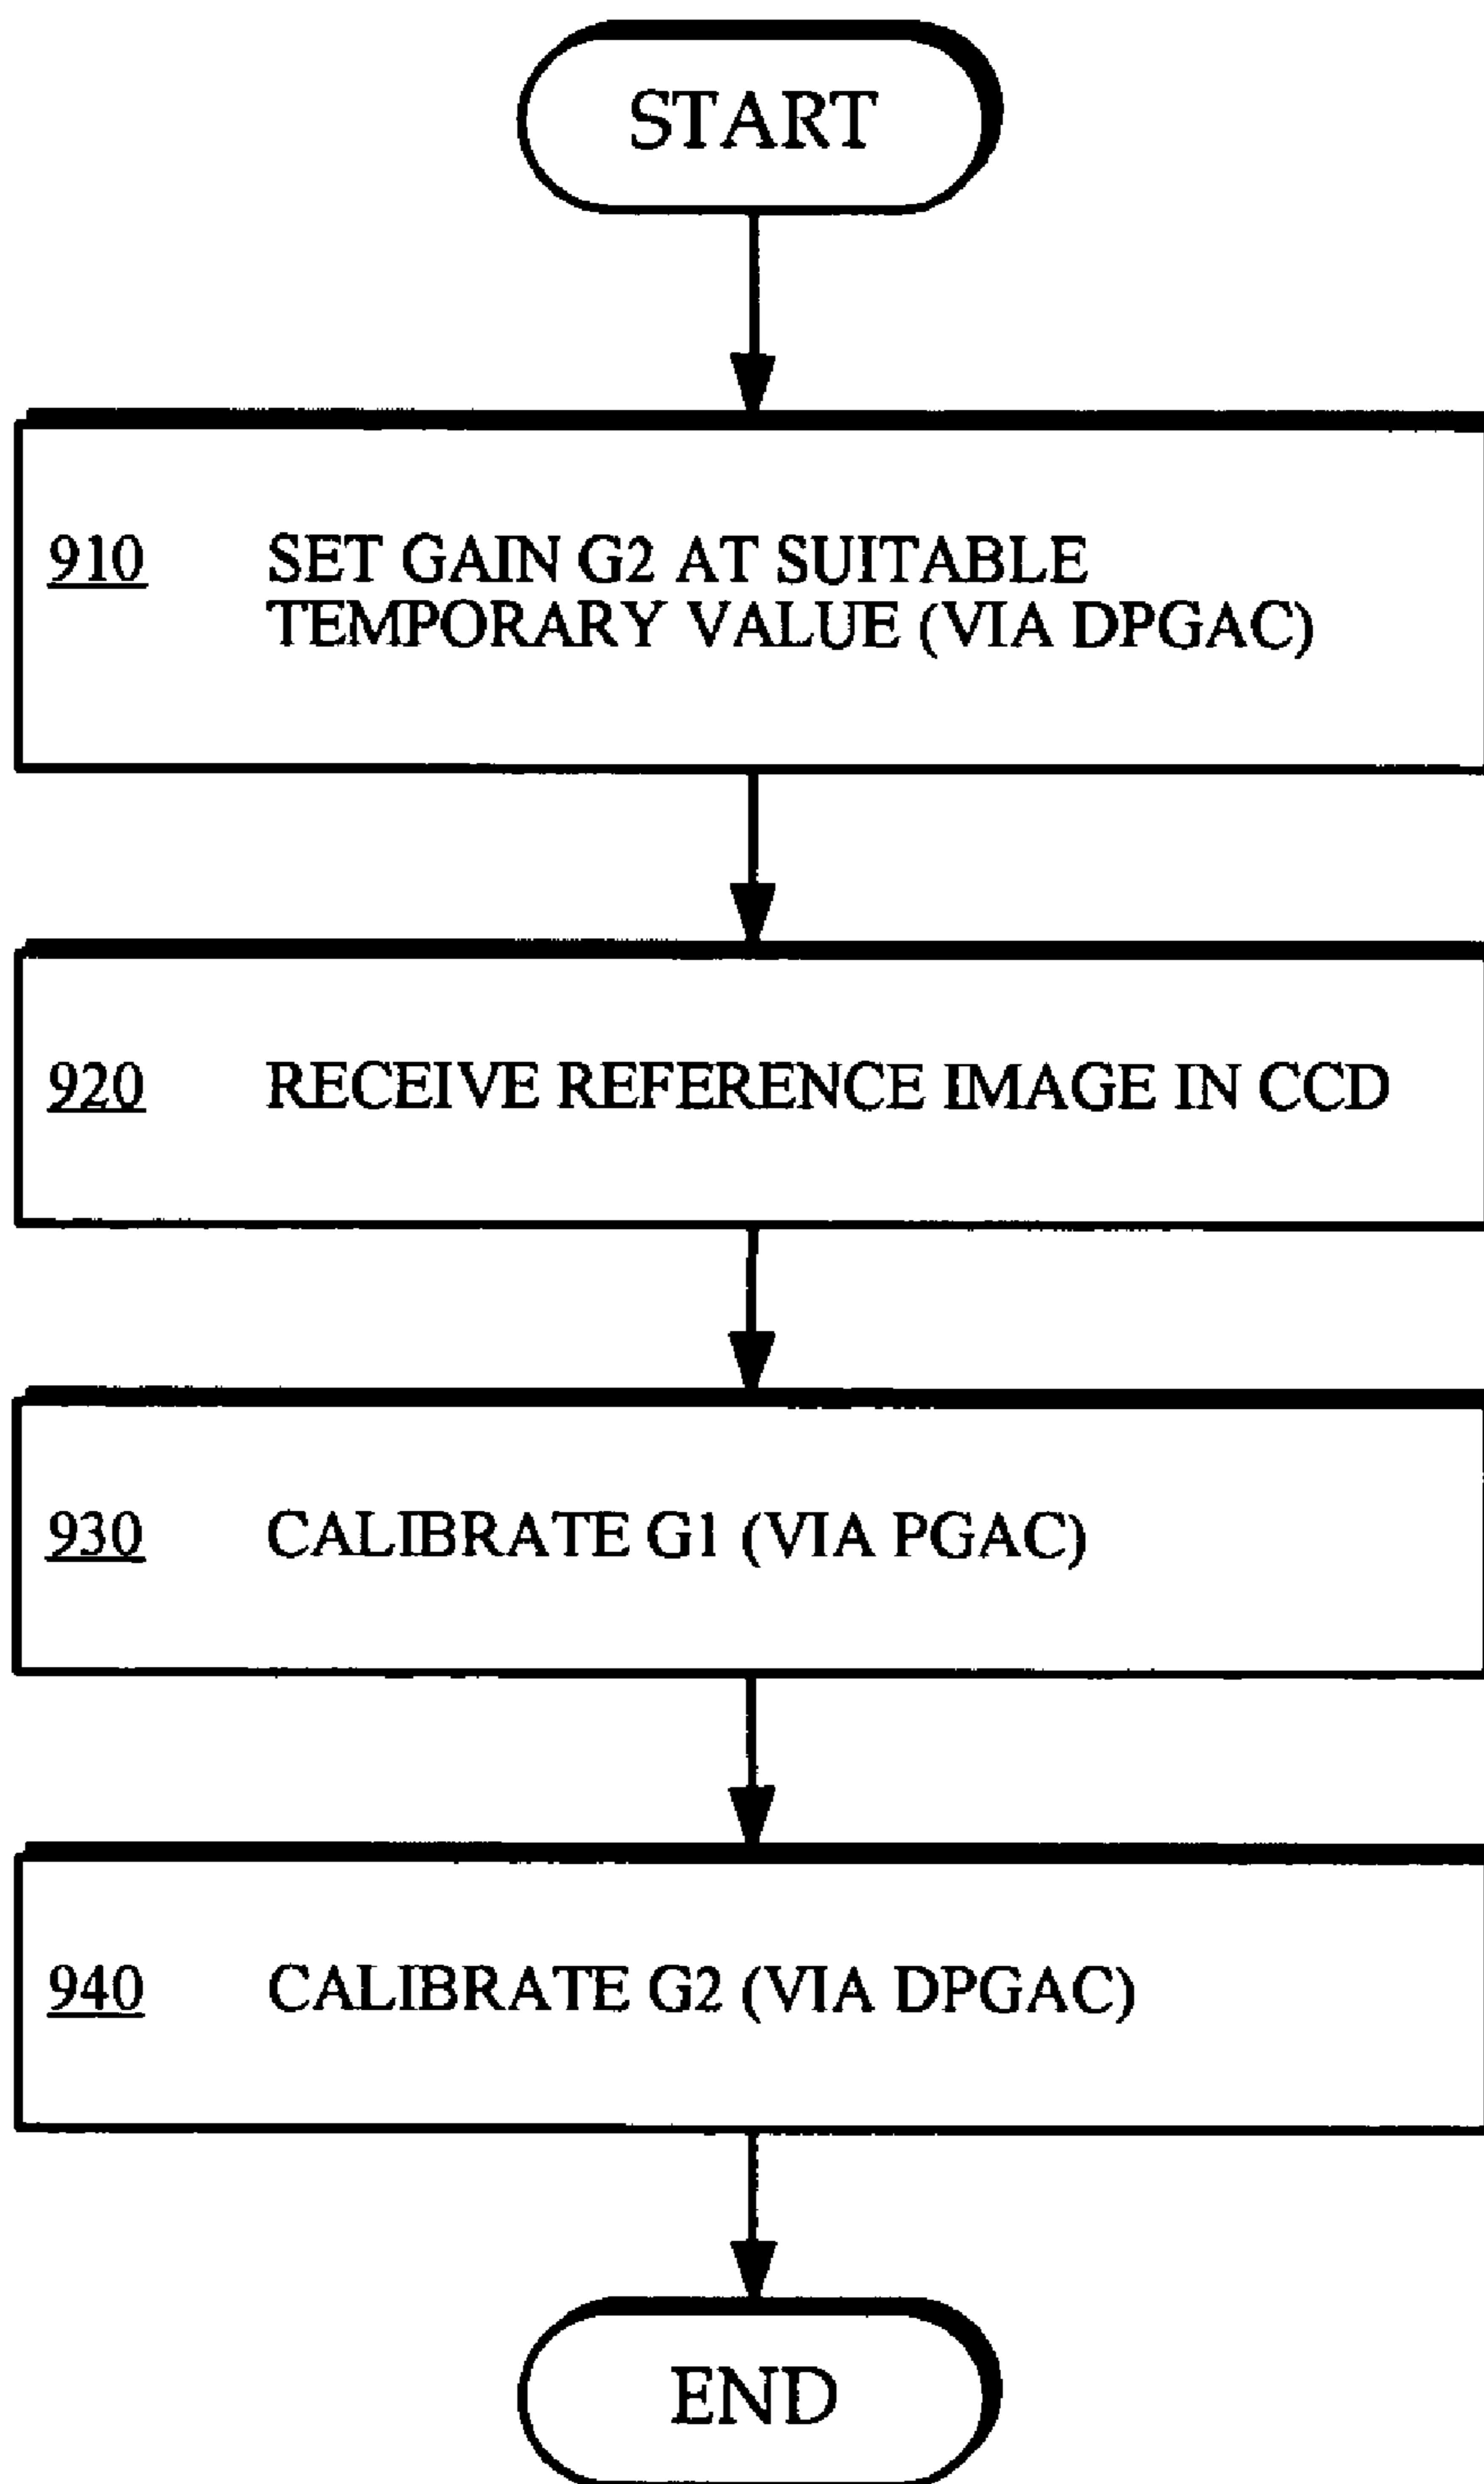 START
910 SET GAIN G2 AT SUITABLE
TEMPORARY VALUE (VIA DPGAC)
920 RECEIVE REFERENCE IMAGE IN CCD
930 CALIBRATE G1 (VIA PGAC)
940 CALIBRATE G2 (VIA DPGAC)
END